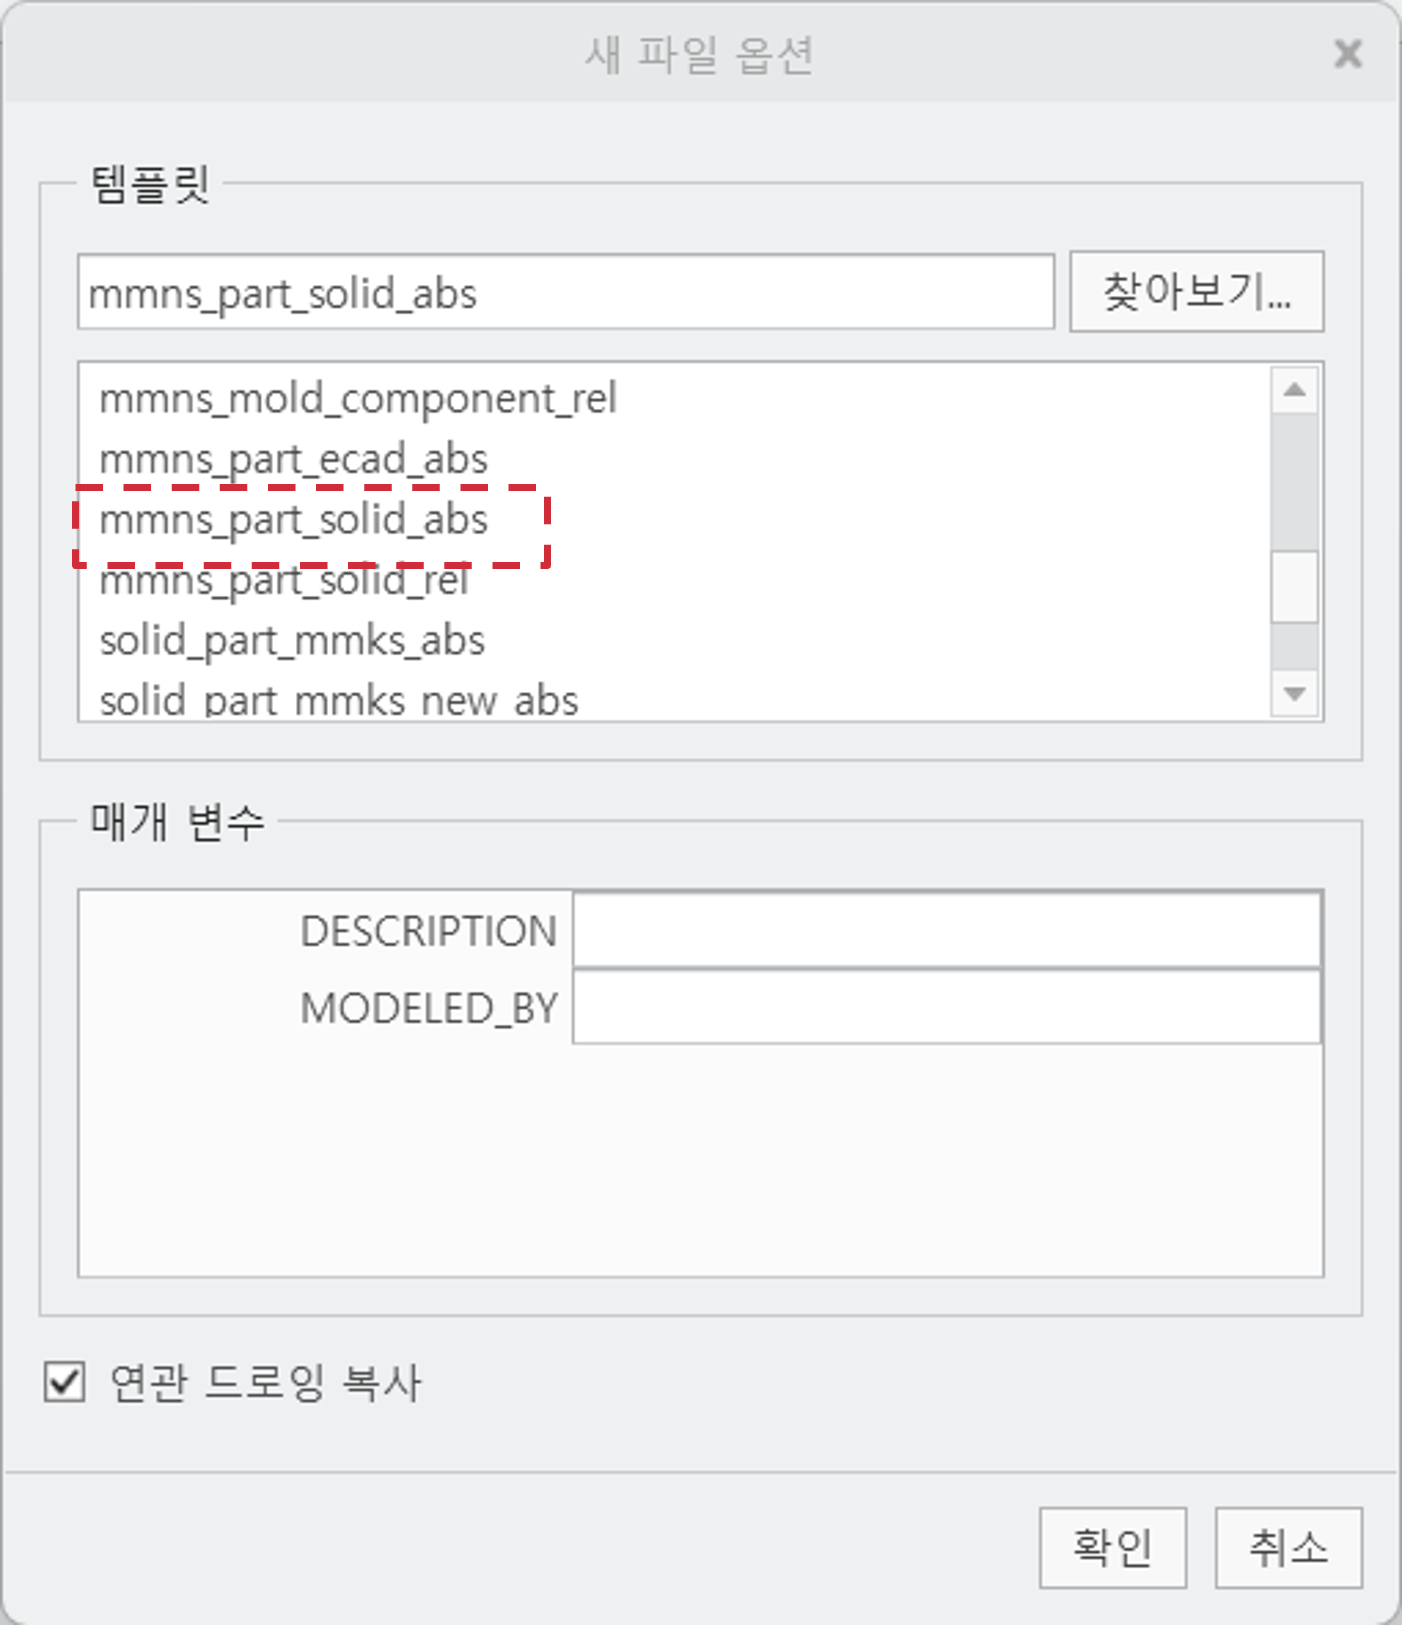 새 파일 옵션
템플릿
mmns_part_solid_abs
찾아보기...
mmns_mold_component_rel
mmns_part_ecad_abs
mmns_part_solid_abs
mmns_part_solid_rel
solid_part_mmks_abs
solid_part_mmks_new_abs
매개 변수
DESCRIPTION
MODELED_BY
연관 드로잉 복사
확인
취소